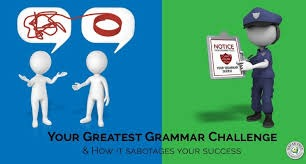 NOTICE
YOUR GREATEST GRAMMAR CHALLENGE
& HOW IT SABOTAGES YOUR SUCCESS